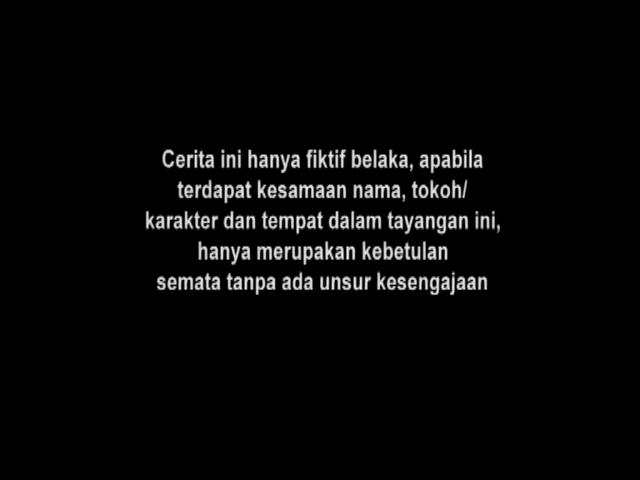 Cerita ini hanya fiktif belaka, apabila
terdapat kesamaan nama, tokoh/
karakter dan tempat dalam tayangan ini,
hanya merupakan kebetulan
semata tanpa ada unsur kesengajaan